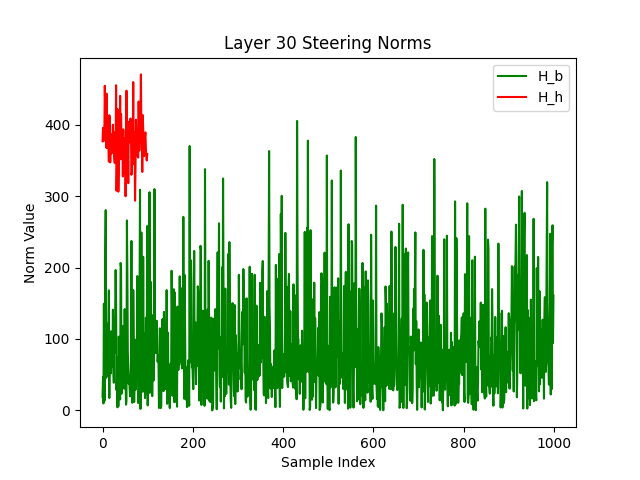 Layer 30 Steering Norms
H_b
H_h
Norm Value
400
300
200
100
0
0 200 400 600 800 1000
Sample Index